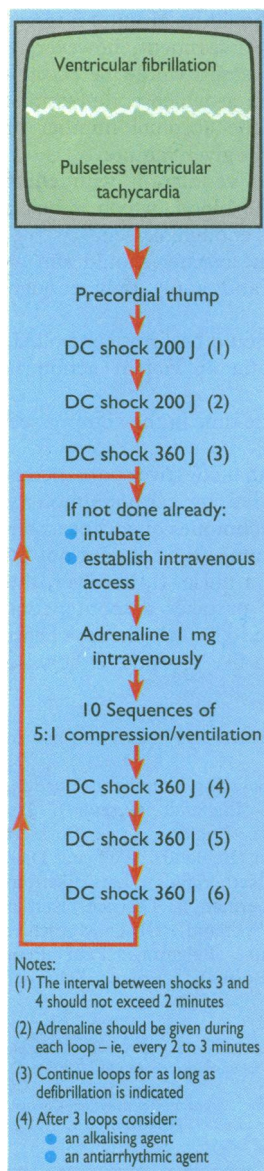 Ventricular fibrillation
Pulseless ventricular
tachycardia
Precordial thump
DC shock 200 J (1)
DC shock 200 J (2)
DC shock 360 J (3)
If not done already:
● intubate
● establish intravenous
access
Adrenaline 1 mg
intravenously
10 Sequences of
5:1 compression/ventilation
DC shock 360 J (4)
DC shock 360 J (5)
DC shock 360 J (6)
Notes:
(1) The interval between shocks 3 and
4 should not exceed 2 minutes
(2) Adrenaline should be given during
each loop – ie, every 2 to 3 minutes
(3) Continue loops for as long as
defibrillation is indicated
(4) After 3 loops consider:
● an alkalising agent
● an antiarrhythmic agent